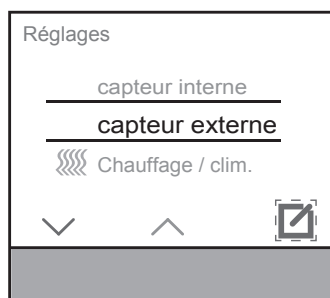 Réglages
capteur interne
capteur externe
Chauffage / clim.